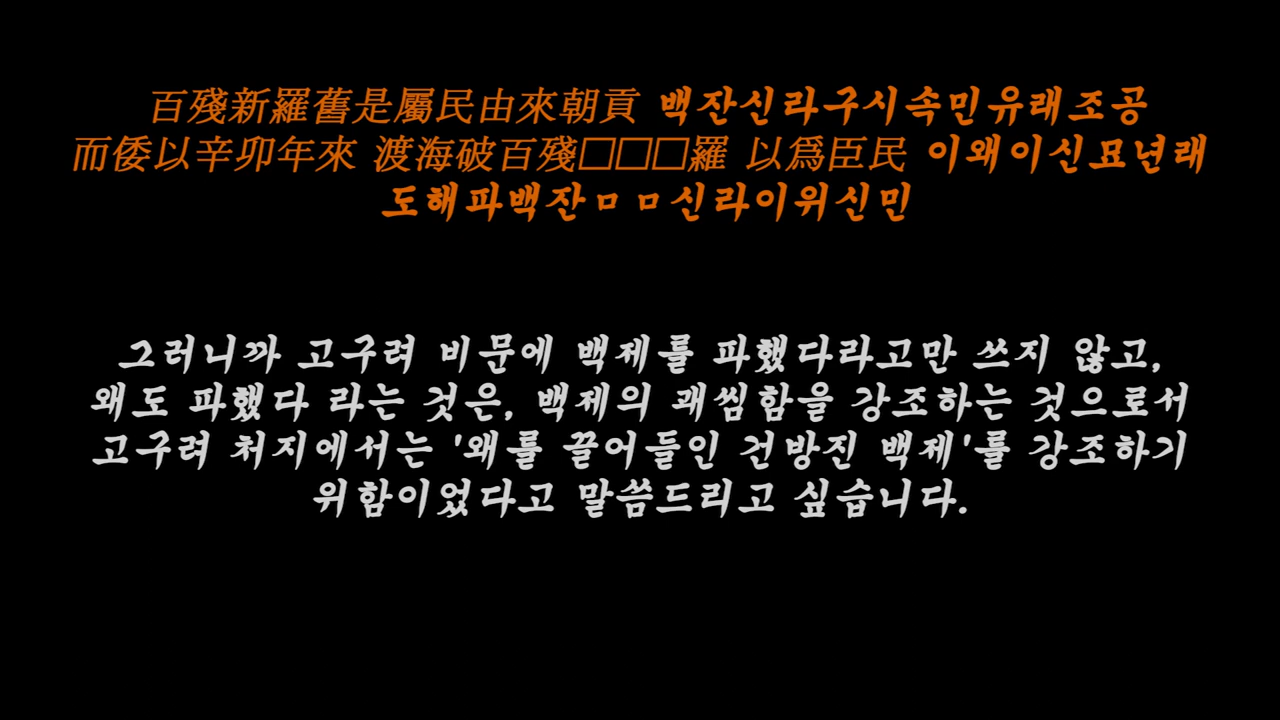 百殘新羅舊是屬民由來朝貢 백잔신라구시속민유래조공
而倭以辛卯年來 渡海破百殘□□□羅 以爲臣民 이왜이신묘년래
도해파백잔ㅁㅁ신라이위신민
그러니까 고구려 비문에 백제를 파했다라고만 쓰지 않고,
왜도 파했다 라는 것은, 백제의 괘씸함을 강조하는 것으로서
고구려 처지에서는 '왜를 끌어들인 건방진 백제'를 강조하기
위함이었다고 말씀드리고 싶습니다.